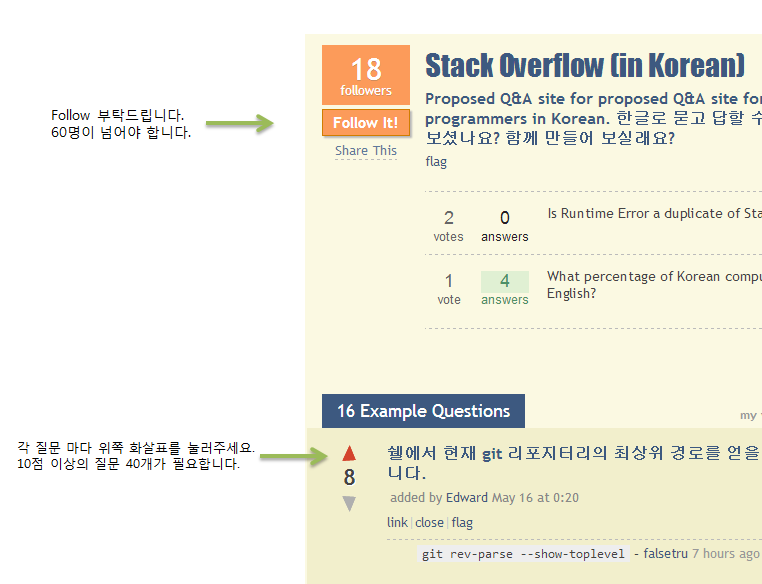 18
followers
Follow It!
Share This
Follow 부탁드립니다.
60명이 넘어야 합니다.
Stack Overflow (in Korean)
Proposed Q&A site for proposed Q&A site for
programmers in Korean. 한글로 묻고 답할 수
보셨나요? 함께 만들어 보실래요?
flag
2
votes
0
answers
Is Runtime Error a duplicate of Sta
1
vote
4
answers
What percentage of Korean compu
English?
16 Example Questions
my
각 질문 마다 위쪽 화살표를 눌러주세요.
10점 이상의 질문 40개가 필요합니다.
8
쉘에서 현재 git 리포지터리의 최상위 경로를 얻을
니다.
added by Edward May 16 at 0:20
link | close | flag
git rev-parse --show-toplevel - falsetru 7 hours ago